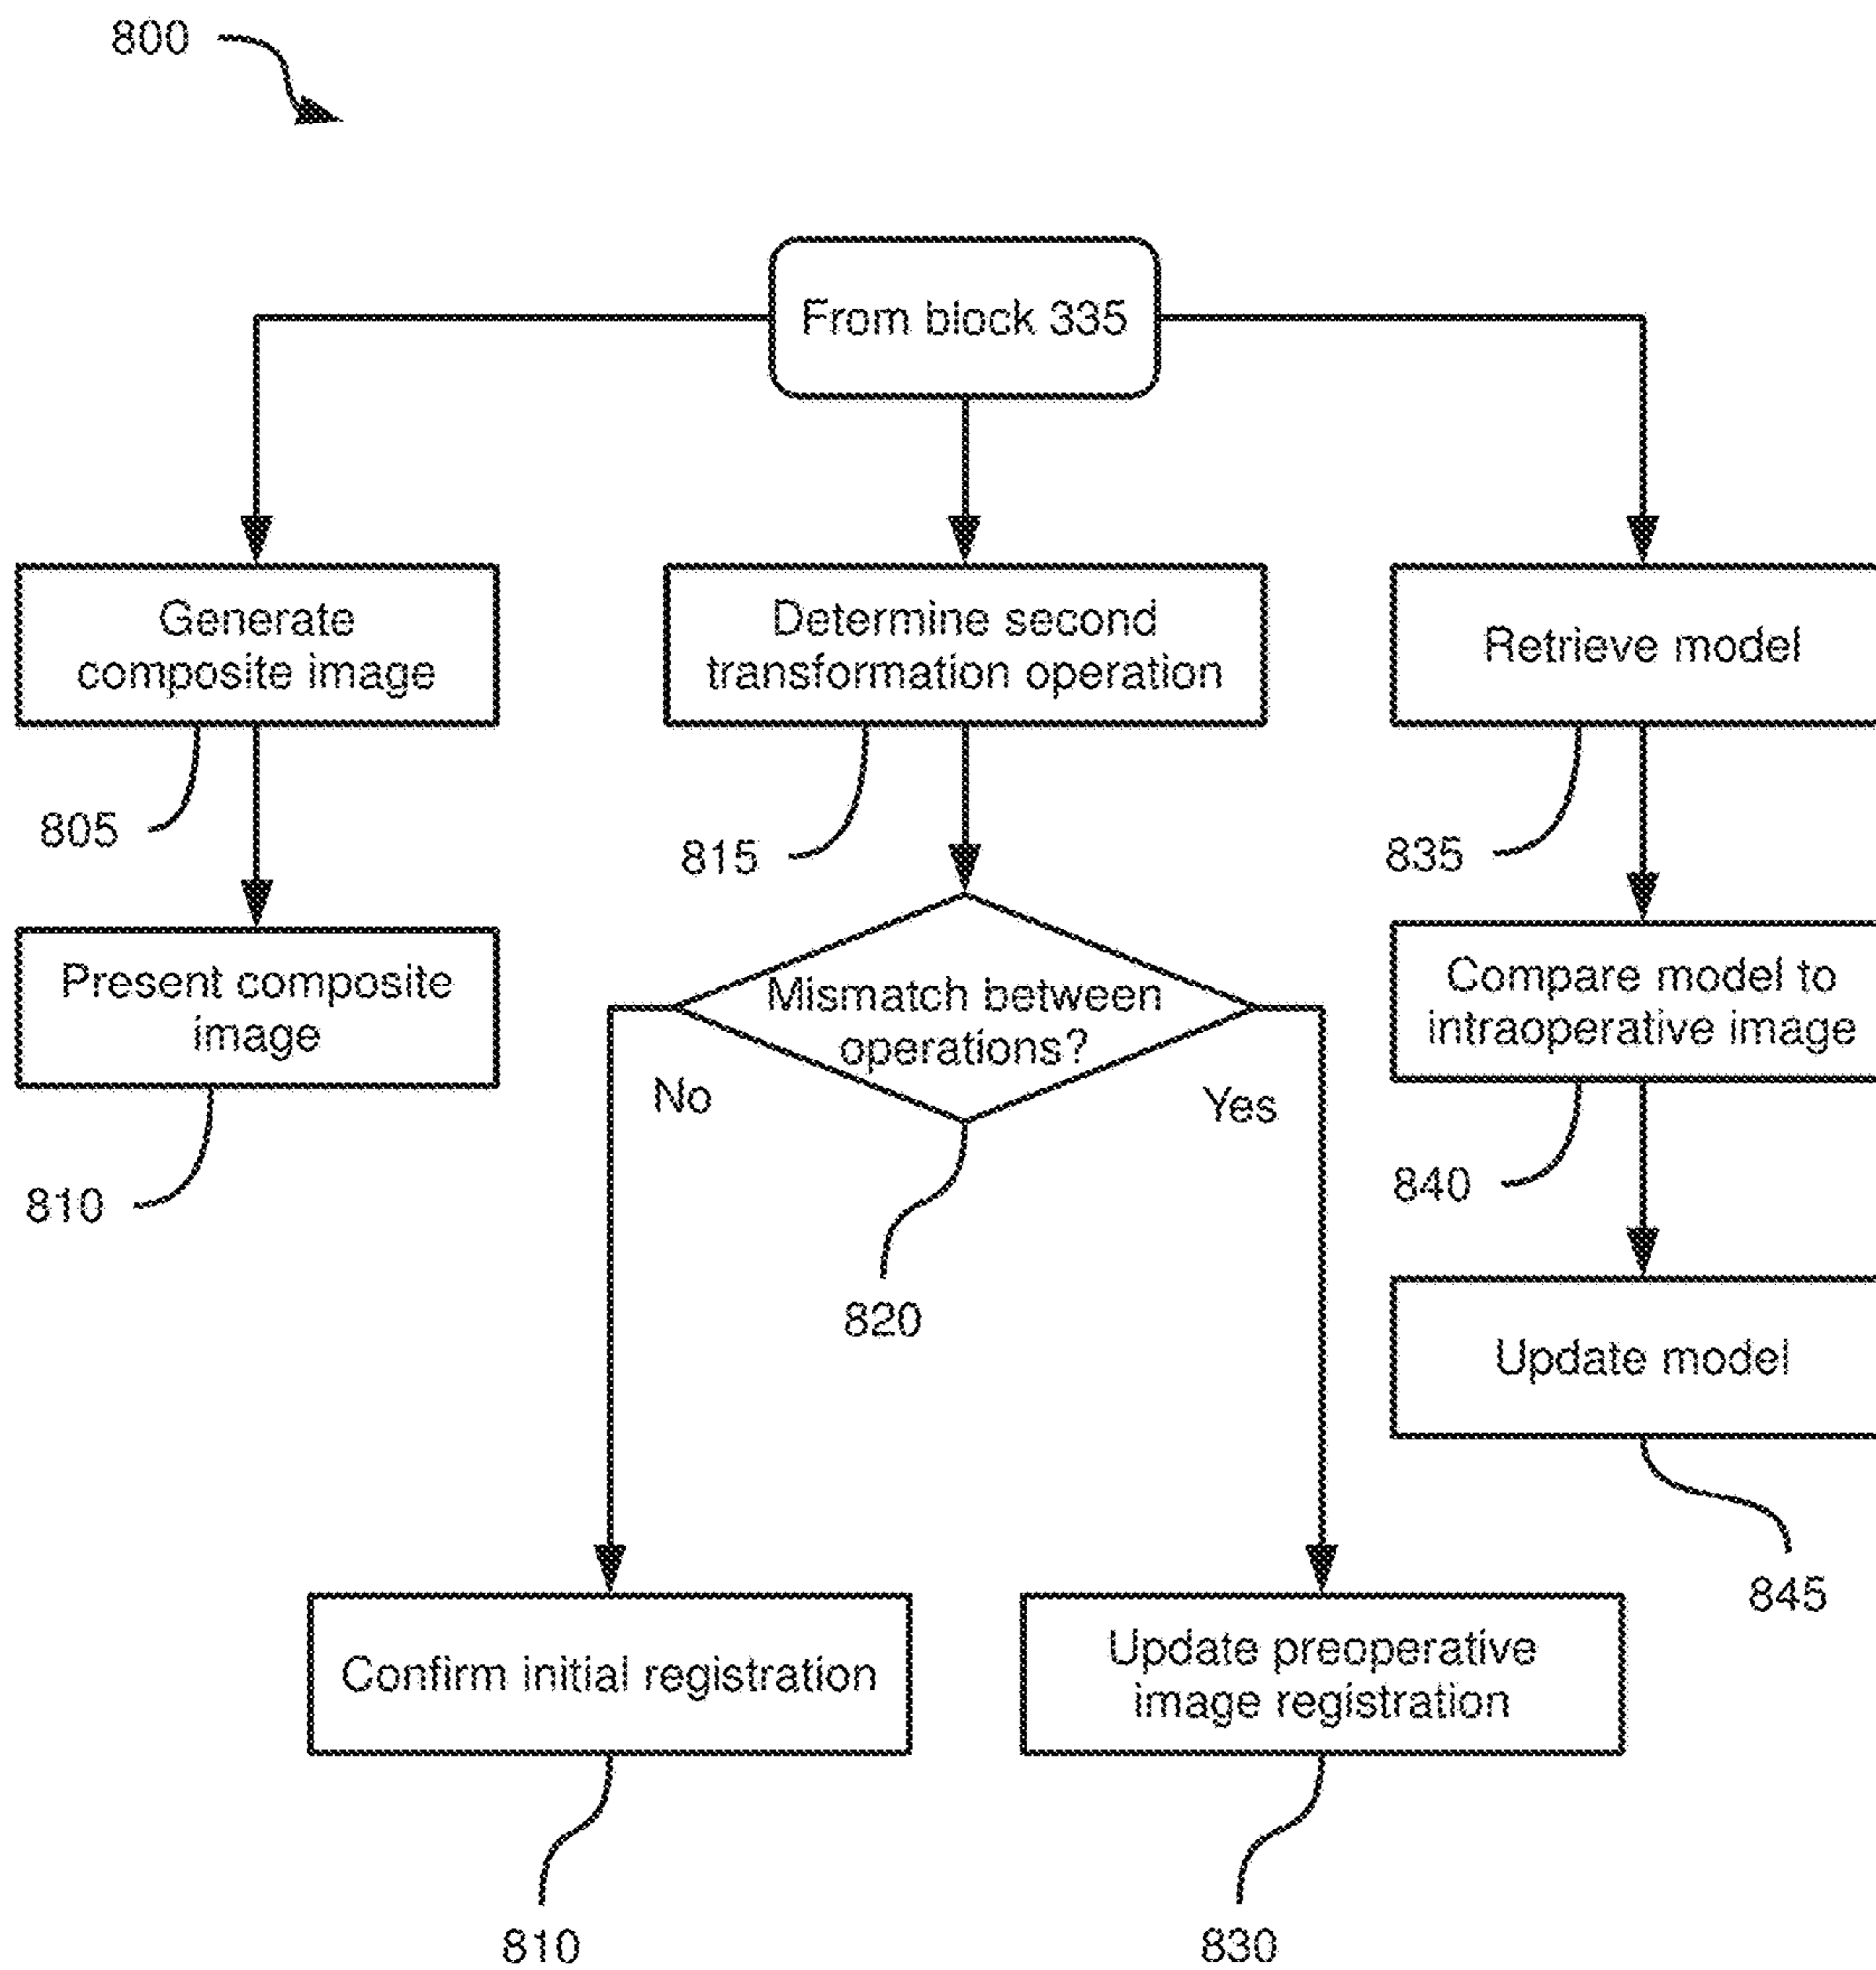 800
From block 335
Generate
composite image
Determine second
transformation operation
Retrieve model
805
815
835
Present composite
image
Mismatch between
operations?
Compare model to
intraoperative image
No
Yes
810
840
820
Update model
845
Confirm initial registration
Update preoperative
image registration
810
830